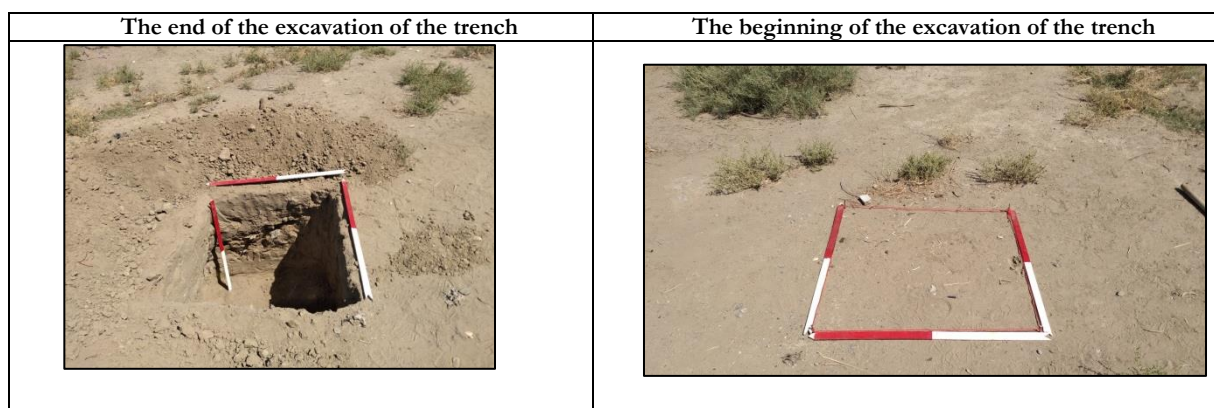 The end of the excavation of the trench
The beginning of the excavation of the trench